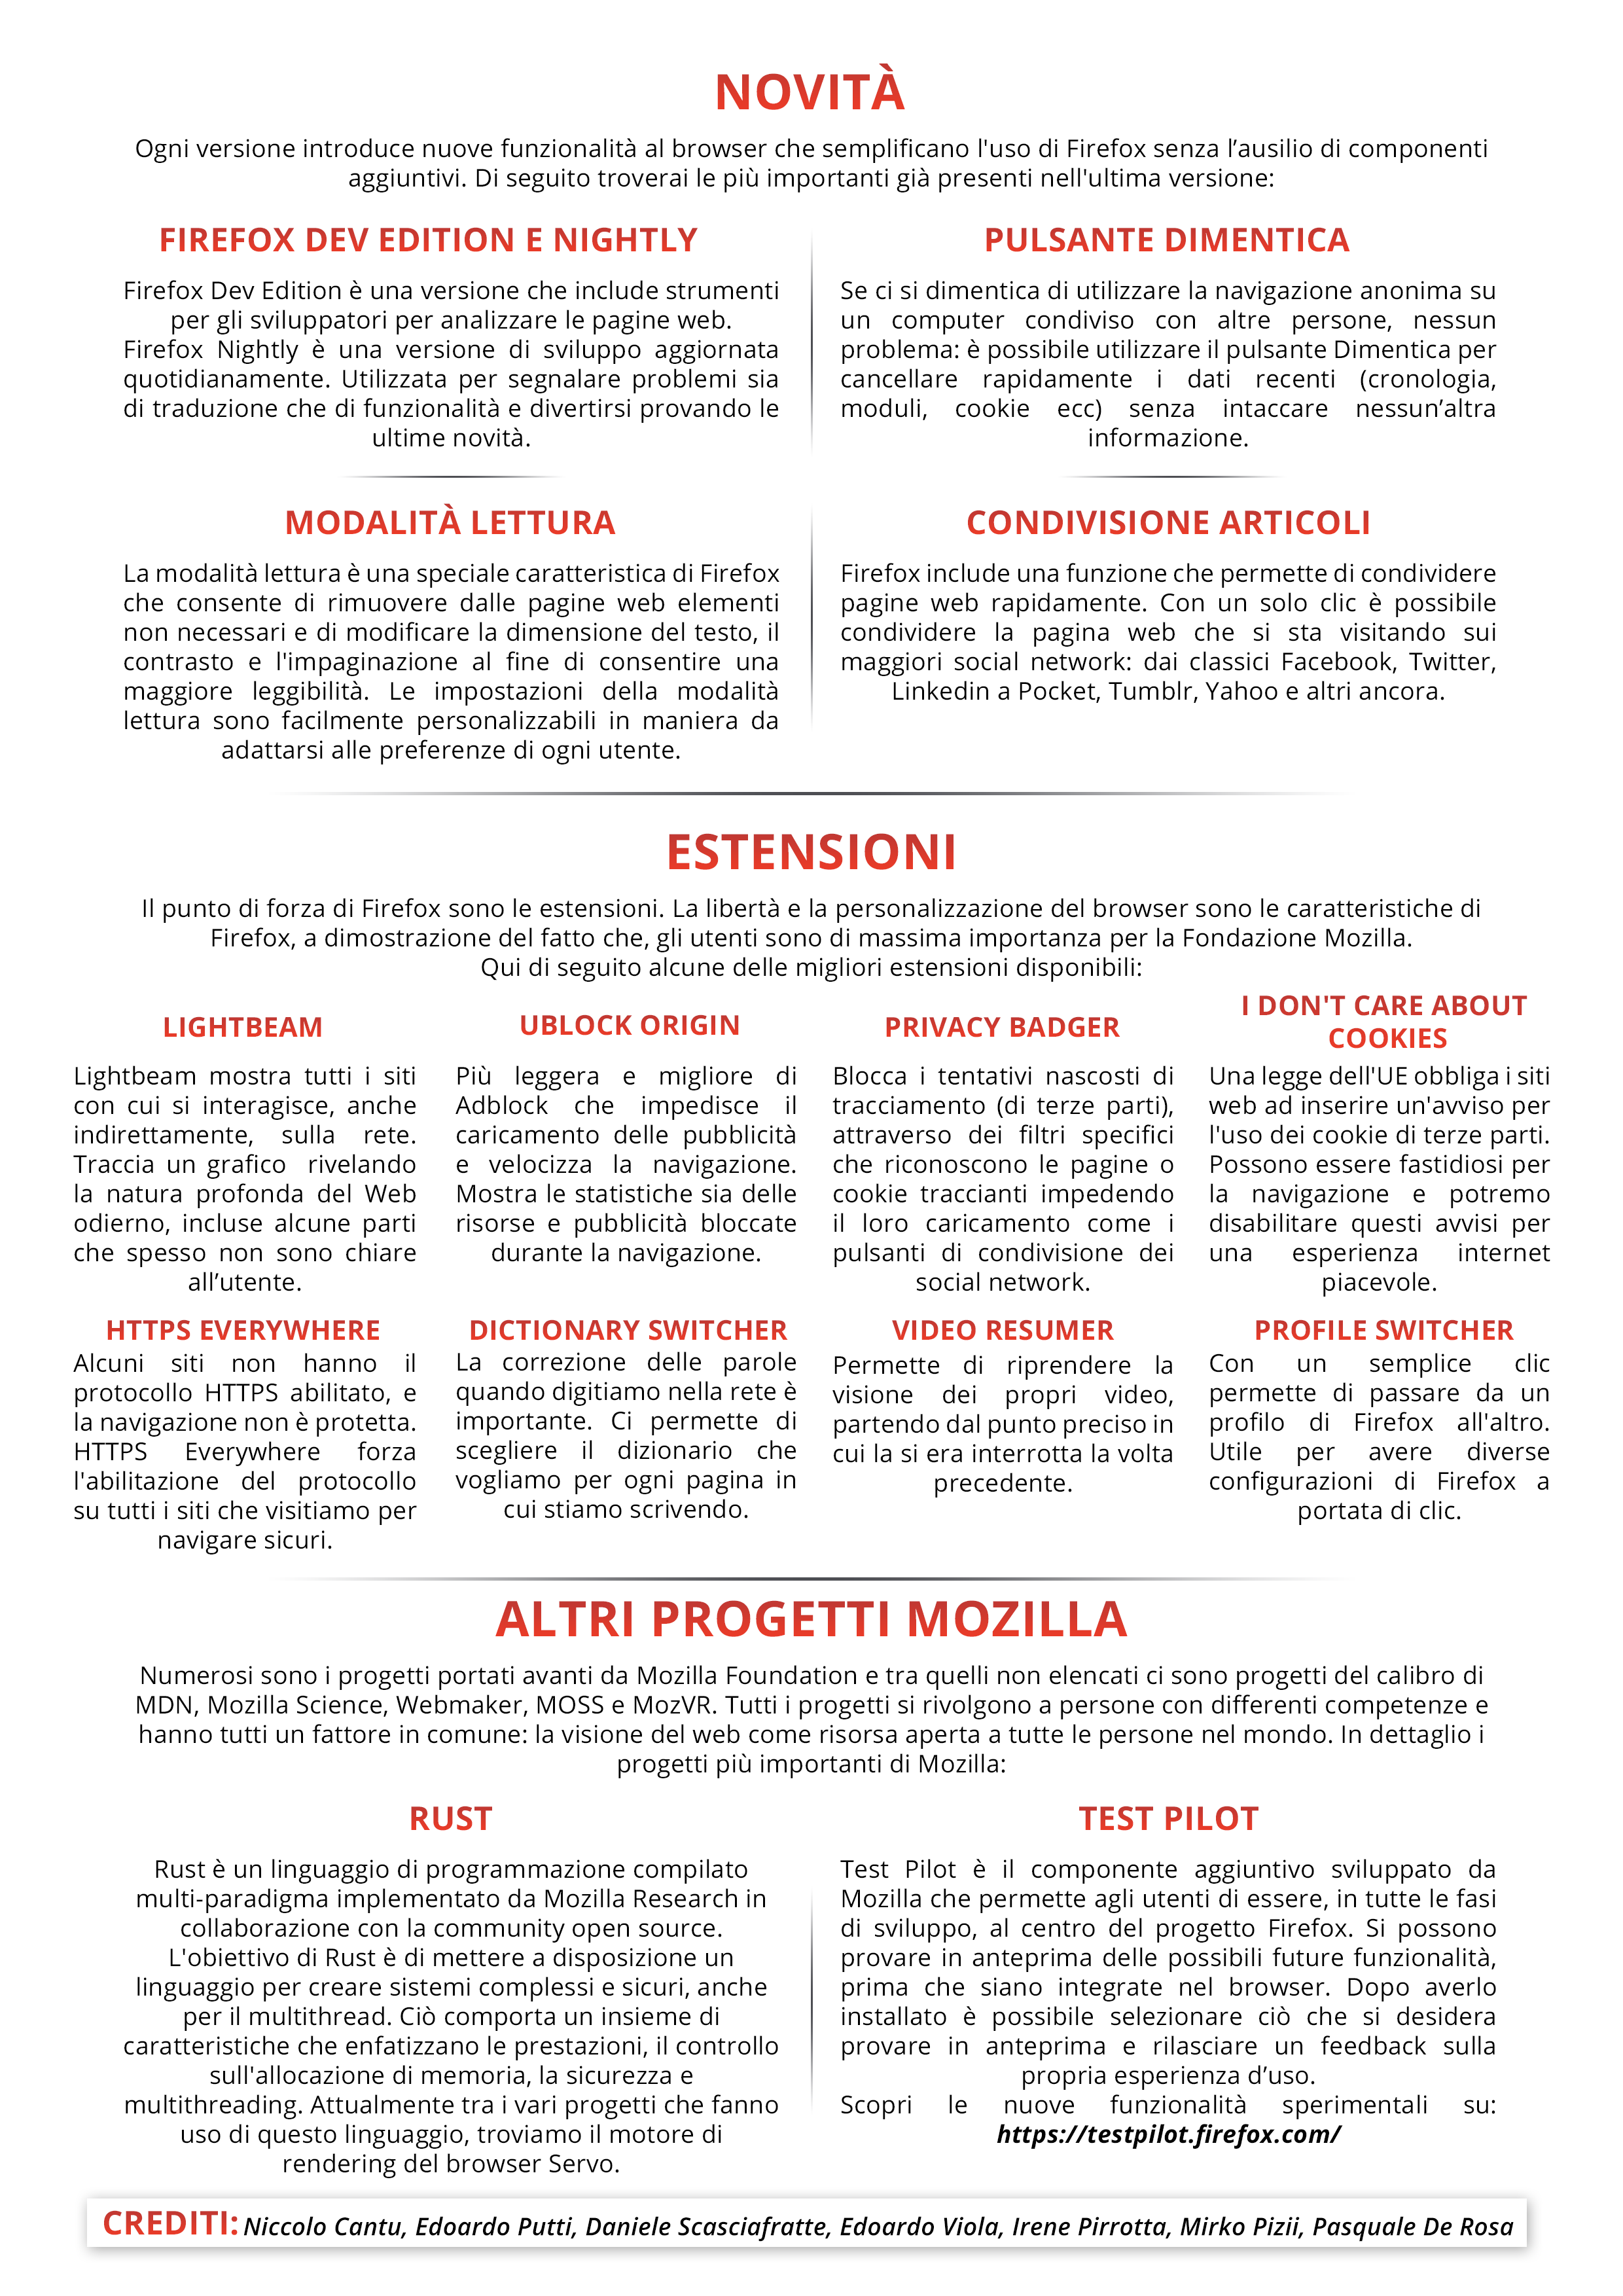 NOVITÀ
Ogni versione introduce nuove funzionalità al browser che semplificano l'uso di Firefox senza l’ausilio di componenti
aggiuntivi. Di seguito troverai le più importanti già presenti nell'ultima versione:
FIREFOX DEV EDITION E NIGHTLY
Firefox Dev Edition è una versione che include strumenti
per gli sviluppatori per analizzare le pagine web.
Firefox Nightly è una versione di sviluppo aggiornata
quotidianamente. Utilizzata per segnalare problemi sia
di traduzione che di funzionalità e divertirsi provando le
ultime novità.
PULSANTE DIMENTICA
Se ci si dimentica di utilizzare la navigazione anonima su
un computer condiviso con altre persone, nessun
problema: è possibile utilizzare il pulsante Dimentica per
cancellare rapidamente i dati recenti (cronologia,
moduli, cookie ecc) senza intaccare nessun’altra
informazione.
MODALITÀ LETTURA
La modalità lettura è una speciale caratteristica di Firefox
che consente di rimuovere dalle pagine web elementi
non necessari e di modificare la dimensione del testo, il
contrasto e l'impaginazione al fine di consentire una
maggiore leggibilità. Le impostazioni della modalità
lettura sono facilmente personalizzabili in maniera da
adattarsi alle preferenze di ogni utente.
CONDIVISIONE ARTICOLI
Firefox include una funzione che permette di condividere
pagine web rapidamente. Con un solo clic è possibile
condividere la pagina web che si sta visitando sui
maggiori social network: dai classici Facebook, Twitter,
Linkedin a Pocket, Tumblr, Yahoo e altri ancora.
ESTENSIONI
Il punto di forza di Firefox sono le estensioni. La libertà e la personalizzazione del browser sono le caratteristiche di
Firefox, a dimostrazione del fatto che, gli utenti sono di massima importanza per la Fondazione Mozilla.
Qui di seguito alcune delle migliori estensioni disponibili:
LIGHTBEAM
Lightbeam mostra tutti i siti
con cui si interagisce, anche
indirettamente, sulla rete.
Traccia un grafico rivelando
la natura profonda del Web
odierno, incluse alcune parti
che spesso non sono chiare
all’utente.
UBLOCK ORIGIN
Più leggera e migliore di
Adblock che impedisce il
caricamento delle pubblicità
e velocizza la navigazione.
Mostra le statistiche sia delle
risorse e pubblicità bloccate
durante la navigazione.
PRIVACY BADGER
Blocca i tentativi nascosti di
tracciamento (di terze parti),
attraverso dei filtri specifici
che riconoscono le pagine o
cookie traccianti impedendo
il loro caricamento come i
pulsanti di condivisione dei
social network.
I DON'T CARE ABOUT
COOKIES
Una legge dell'UE obbliga i siti
web ad inserire un'avviso per
l'uso dei cookie di terze parti.
Possono essere fastidiosi per
la navigazione e potremo
disabilitare questi avvisi per
una esperienza internet
piacevole.
HTTPS EVERYWHERE
Alcuni siti non hanno il
protocollo HTTPS abilitato, e
la navigazione non è protetta.
HTTPS Everywhere forza
l'abilitazione del protocollo
su tutti i siti che visitiamo per
navigare sicuri.
DICTIONARY SWITCHER
La correzione delle parole
quando digitiamo nella rete è
importante. Ci permette di
scegliere il dizionario che
vogliamo per ogni pagina in
cui stiamo scrivendo.
VIDEO RESUMER
Permette di riprendere la
visione dei propri video,
partendo dal punto preciso in
cui la si era interrotta la volta
precedente.
PROFILE SWITCHER
Con un semplice clic
permette di passare da un
profilo di Firefox all'altro.
Utile per avere diverse
configurazioni di Firefox a
portata di clic.
ALTRI PROGETTI MOZILLA
Numerosi sono i progetti portati avanti da Mozilla Foundation e tra quelli non elencati ci sono progetti del calibro di
MDN, Mozilla Science, Webmaker, MOSS e MozVR. Tutti i progetti si rivolgono a persone con differenti competenze e
hanno tutti un fattore in comune: la visione del web come risorsa aperta a tutte le persone nel mondo. In dettaglio i
progetti più importanti di Mozilla:
RUST
Rust è un linguaggio di programmazione compilato
multi-paradigma implementato da Mozilla Research in
collaborazione con la community open source.
L'obiettivo di Rust è di mettere a disposizione un
linguaggio per creare sistemi complessi e sicuri, anche
per il multithread. Ciò comporta un insieme di
caratteristiche che enfatizzano le prestazioni, il controllo
sull'allocazione di memoria, la sicurezza e
multithreading. Attualmente tra i vari progetti che fanno
uso di questo linguaggio, troviamo il motore di
rendering del browser Servo.
TEST PILOT
Test Pilot è il componente aggiuntivo sviluppato da
Mozilla che permette agli utenti di essere, in tutte le fasi
di sviluppo, al centro del progetto Firefox. Si possono
provare in anteprima delle possibili future funzionalità,
prima che siano integrate nel browser. Dopo averlo
installato è possibile selezionare ciò che si desidera
provare in anteprima e rilasciare un feedback sulla
propria esperienza d’uso.
Scopri le nuove funzionalità sperimentali su:
https://testpilot.firefox.com/
CREDITI: Niccolo Cantu, Edoardo Putti, Daniele Scasciafratte, Edoardo Viola, Irene Pirrotta, Mirko Pizii, Pasquale De Rosa